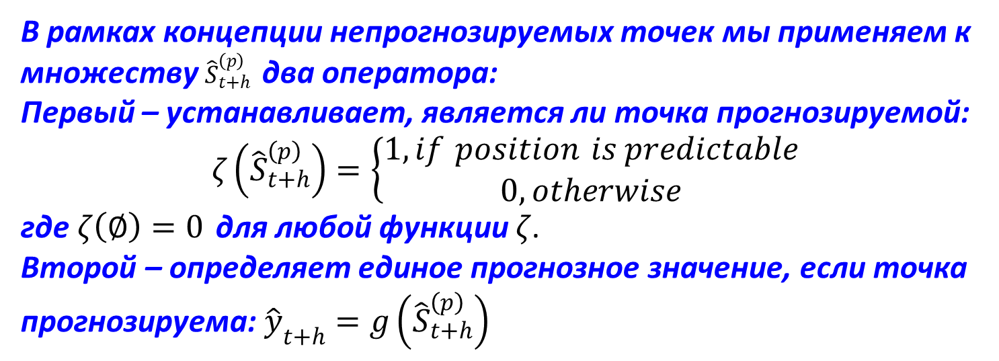 В рамках концепции непрогнозируемых точек мы применяем к
множеству $\hat{S}_{t+h}^{(p)}$ два оператора:
Первый – устанавливает, является ли точка прогнозируемой:
$\zeta\left(\hat{S}_{t+h}^{(p)}\right) = \begin{cases} 1, if\ position\ is\ predictable \\ 0, otherwise \end{cases}$
где $\zeta(\emptyset) = 0$ для любой функции $\zeta$.
Второй – определяет единое прогнозное значение, если точка
прогнозируема: $\hat{y}_{t+h} = g\left(\hat{S}_{t+h}^{(p)}\right)$